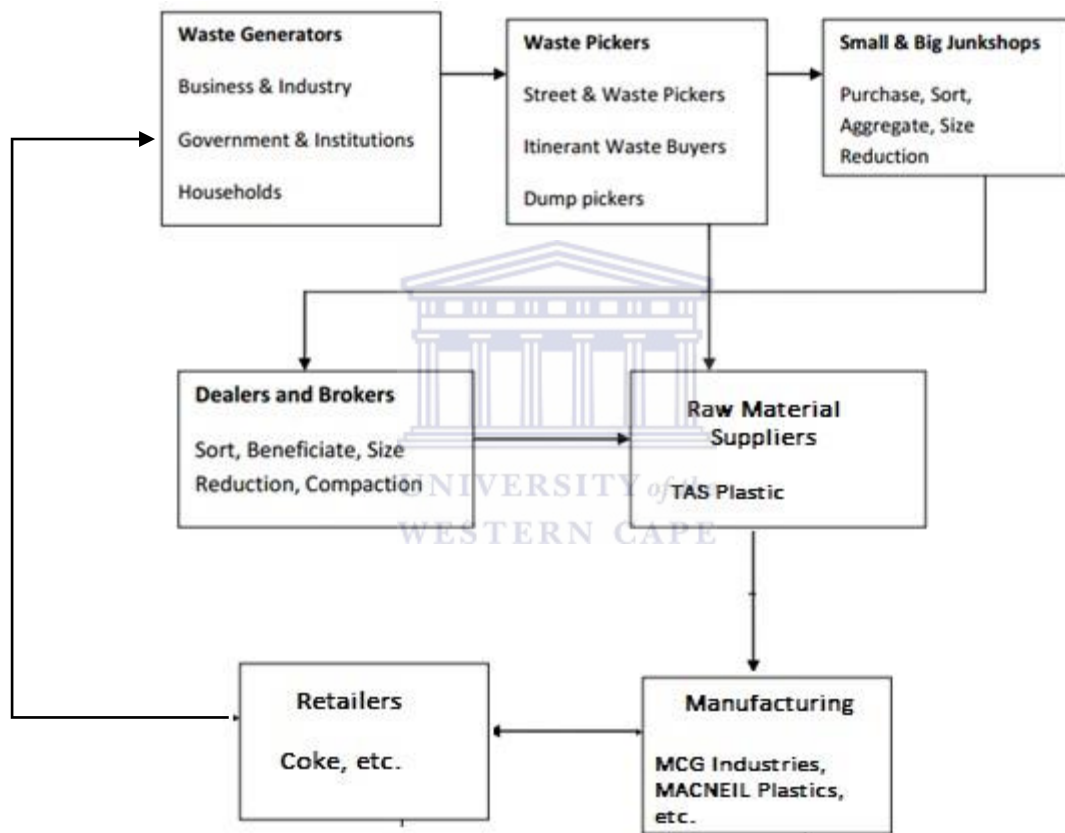 Waste Generators
Business & Industry
Government & Institutions
Households
Waste Pickers
Street & Waste Pickers
Itinerant Waste Buyers
Dump pickers
Small & Big Junkshops
Purchase, Sort,
Aggregate, Size
Reduction
Dealers and Brokers
Sort, Beneficiate, Size
Reduction, Compaction
Raw Material
Suppliers
TAS Plastic
UNIVERSITY of the
WESTERN CAPE
Retailers
Coke, etc.
Manufacturing
MCG Industries,
MACNEIL Plastics,
etc.